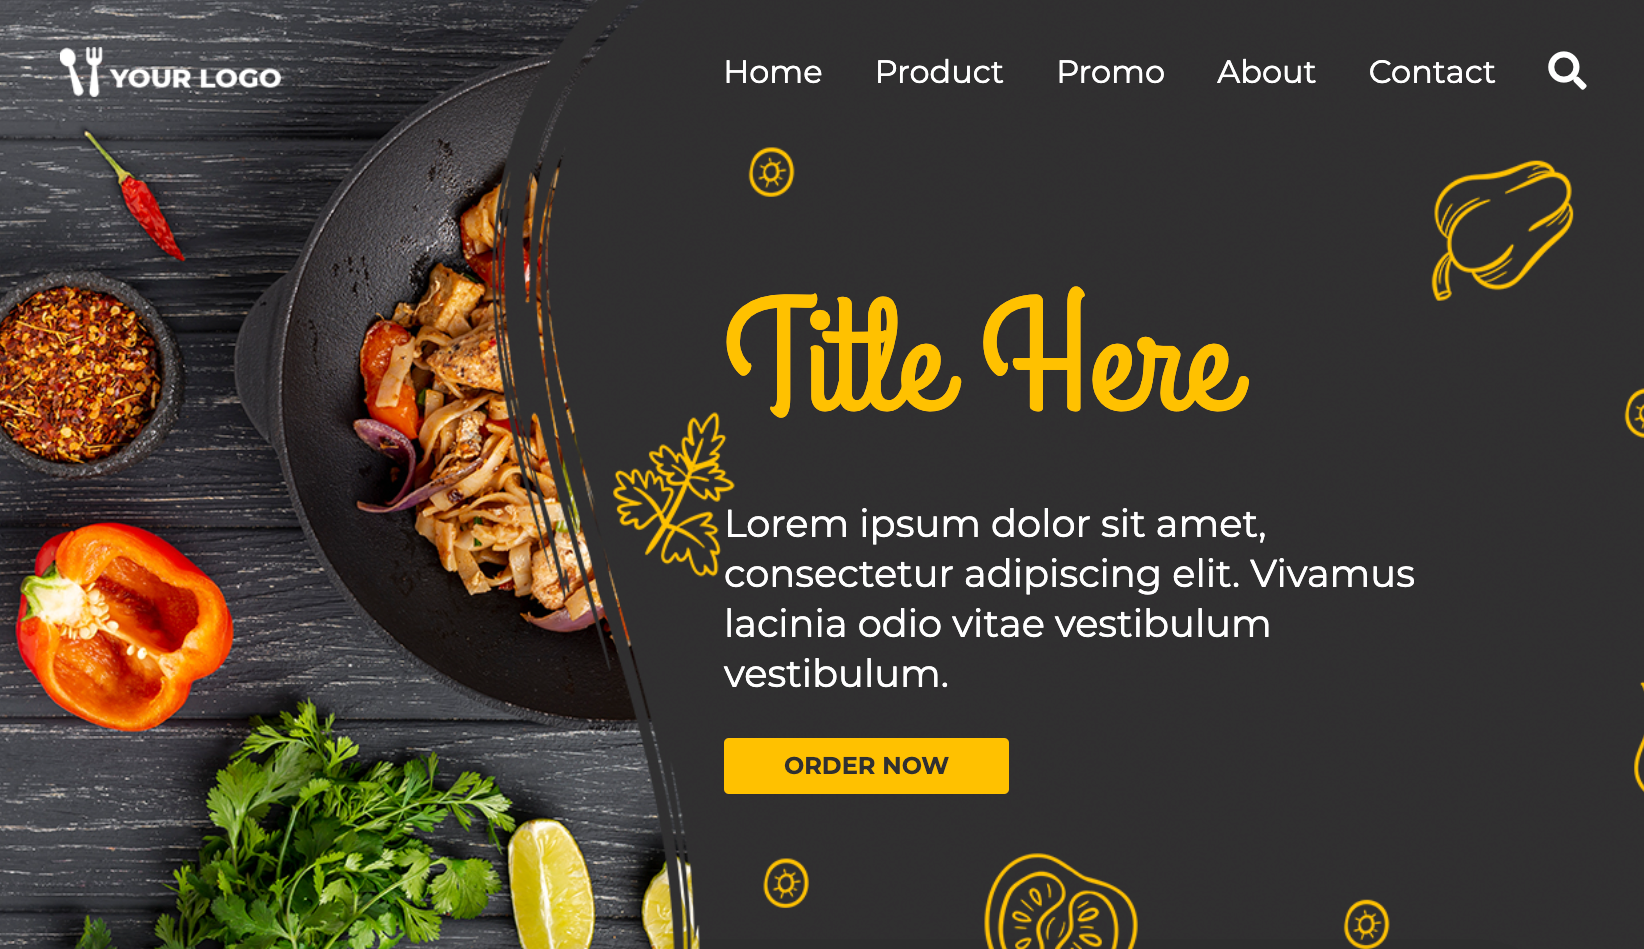 YOUR LOGO
Home Product Promo About Contact
Title Here
Lorem ipsum dolor sit amet,
consectetur adipiscing elit. Vivamus
lacinia odio vitae vestibulum
vestibulum.
ORDER NOW